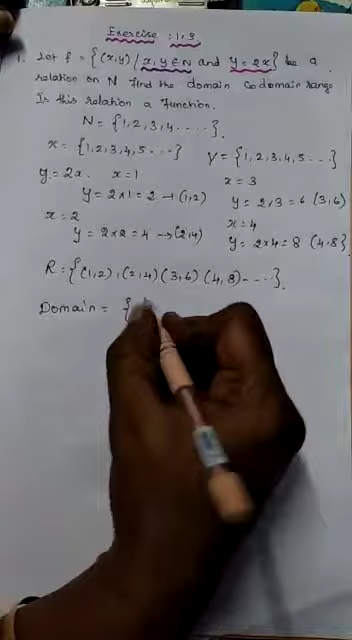 Exercise : 1.3
1. Let f = {(x,y) / x,y ∈ N and y = 2x} be a
relation on N find the domain Co domain range
Is this relation a function.
N = {1,2,3,4 .....}.
x = {1,2,3,4,5 ...} y = {1,2,3,4,5 ...}
y = 2x. x = 1 x = 3
y = 2×1 = 2 → (1,2) y = 2×3 = 6 (3,6)
x = 2 x = 4
y = 2×2 = 4 → (2,4) y = 2×4 = 8 (4,8)
R = {(1,2), (2,4) (3,6) (4,8) ....}.
Domain = {